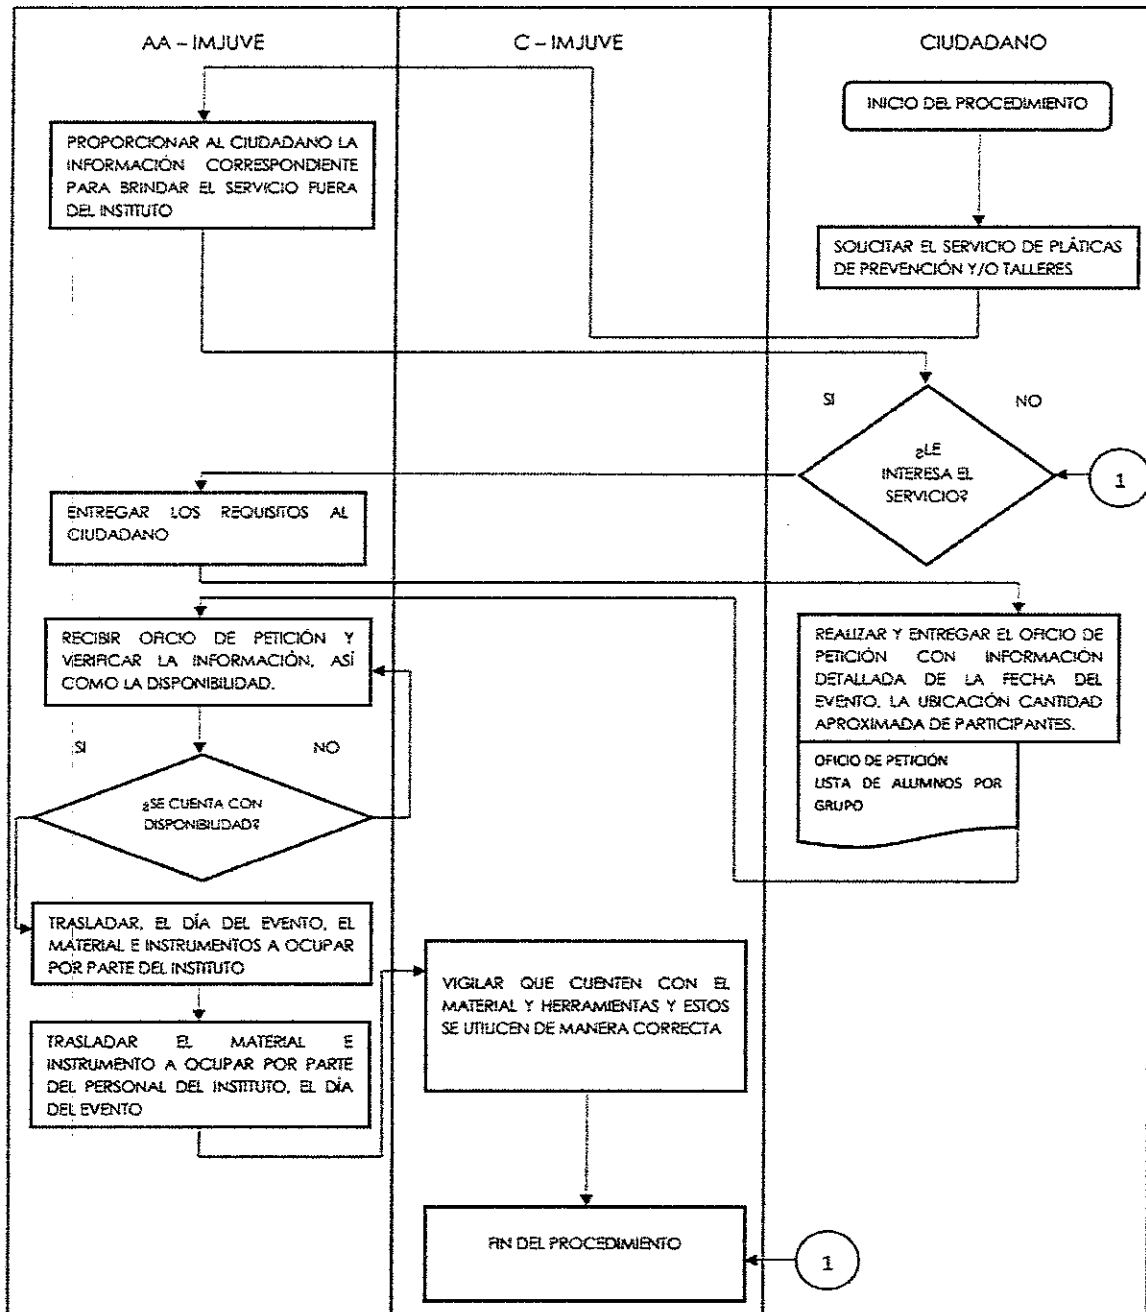 AA – IMJUVE
C – IMJUVE
CIUDADANO
INICIO DEL PROCEDIMIENTO
PROPORCIONAR AL CIUDADANO LA
INFORMACIÓN CORRESPONDIENTE
PARA BRINDAR EL SERVICIO FUERA
DEL INSTITUTO
SOLICITAR EL SERVICIO DE PLÁTICAS
DE PREVENCIÓN Y/O TALLERES
SI
NO
¿LE
INTERESA EL
SERVICIO?
1
ENTREGAR LOS REQUISITOS AL
CIUDADANO
RECIBIR OFICIO DE PETICIÓN Y
VERIFICAR LA INFORMACIÓN, ASÍ
COMO LA DISPONIBILIDAD.
REALIZAR Y ENTREGAR EL OFICIO DE
PETICIÓN CON INFORMACIÓN
DETALLADA DE LA FECHA DEL
EVENTO, LA UBICACIÓN CANTIDAD
APROXIMADA DE PARTICIPANTES.
OFICIO DE PETICIÓN
LISTA DE ALUMNOS POR
GRUPO
SI
NO
¿SE CUENTA CON
DISPONIBILIDAD?
TRASLADAR, EL DÍA DEL EVENTO, EL
MATERIAL E INSTRUMENTOS A OCUPAR
POR PARTE DEL INSTITUTO
VIGILAR QUE CUENTEN CON EL
MATERIAL Y HERRAMIENTAS Y ESTOS
SE UTILICEN DE MANERA CORRECTA
TRASLADAR EL MATERIAL E
INSTRUMENTO A OCUPAR POR PARTE
DEL PERSONAL DEL INSTITUTO, EL DÍA
DEL EVENTO
FIN DEL PROCEDIMIENTO
1